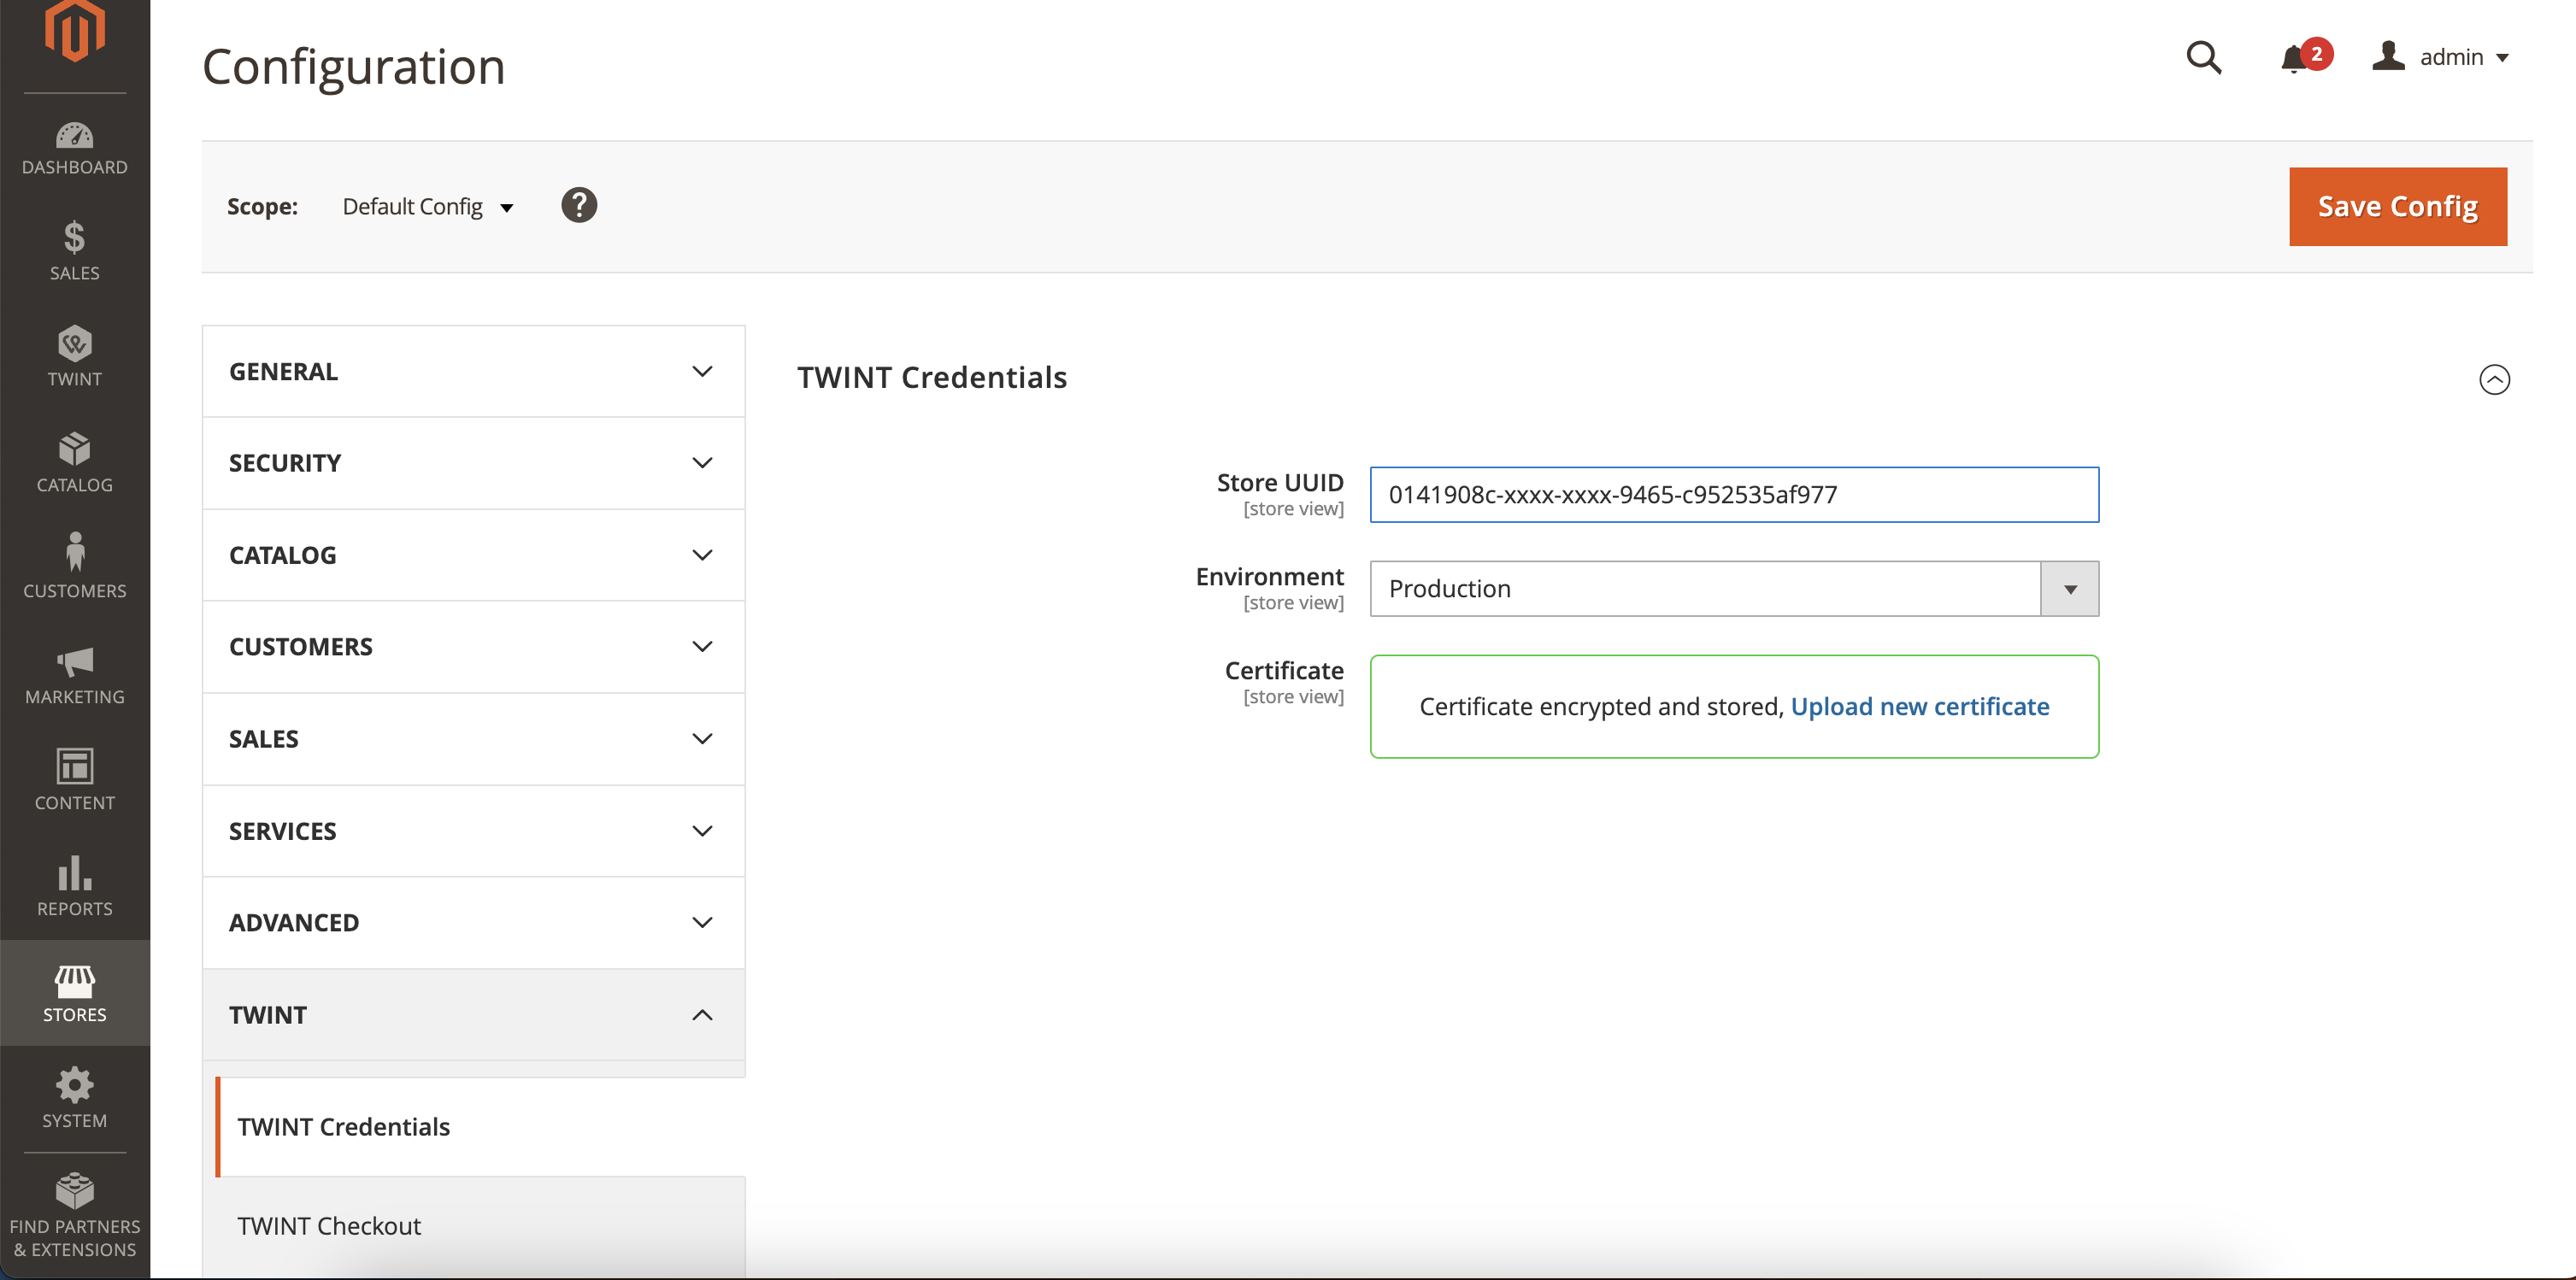 DASHBOARD
SALES
TWINT
CATALOG
CUSTOMERS
MARKETING
CONTENT
REPORTS
STORES
SYSTEM
FIND PARTNERS
& EXTENSIONS
Configuration
2
admin
Scope:
Default Config
?
Save Config
GENERAL
SECURITY
CATALOG
CUSTOMERS
SALES
SERVICES
ADVANCED
TWINT
TWINT Credentials
TWINT Checkout
TWINT Credentials
Store UUID
[store view]
0141908c-xxxx-xxxx-9465-c952535af977
Environment
[store view]
Production
Certificate
[store view]
Certificate encrypted and stored, Upload new certificate